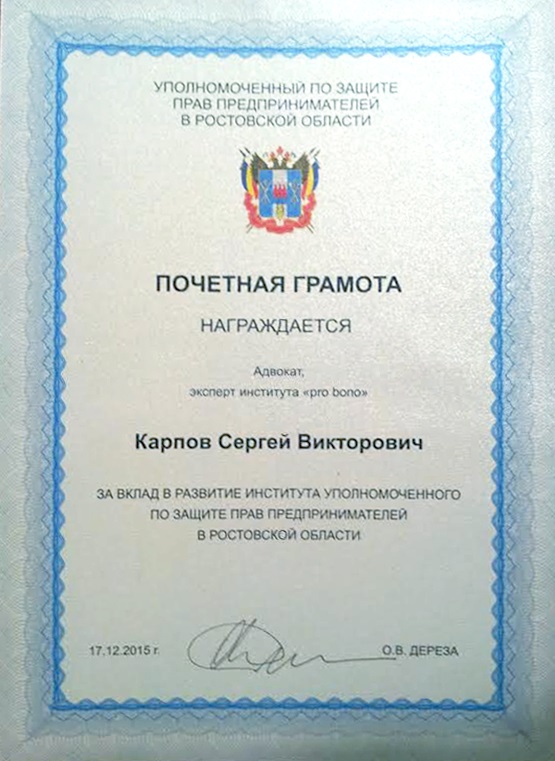 УПОЛНОМОЧЕННЫЙ ПО ЗАЩИТЕ
ПРАВ ПРЕДПРИНИМАТЕЛЕЙ
В РОСТОВСКОЙ ОБЛАСТИ
ПОЧЕТНАЯ ГРАМОТА
НАГРАЖДАЕТСЯ
Адвокат,
эксперт института «pro bono»
Карпов Сергей Викторович
ЗА ВКЛАД В РАЗВИТИЕ ИНСТИТУТА УПОЛНОМОЧЕННОГО
ПО ЗАЩИТЕ ПРАВ ПРЕДПРИНИМАТЕЛЕЙ
В РОСТОВСКОЙ ОБЛАСТИ
17.12.2015 г. О.В. ДЕРЕЗА